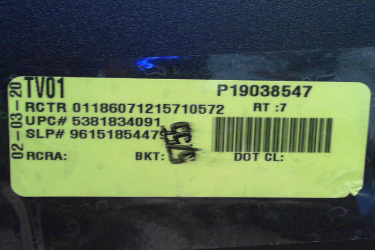 02-03-20
TV01 P19038547
RCTR 01186071215710572 RT :7
UPC# 5381834091
SLP# 96151854479
RCRA: BKT: DOT CL: